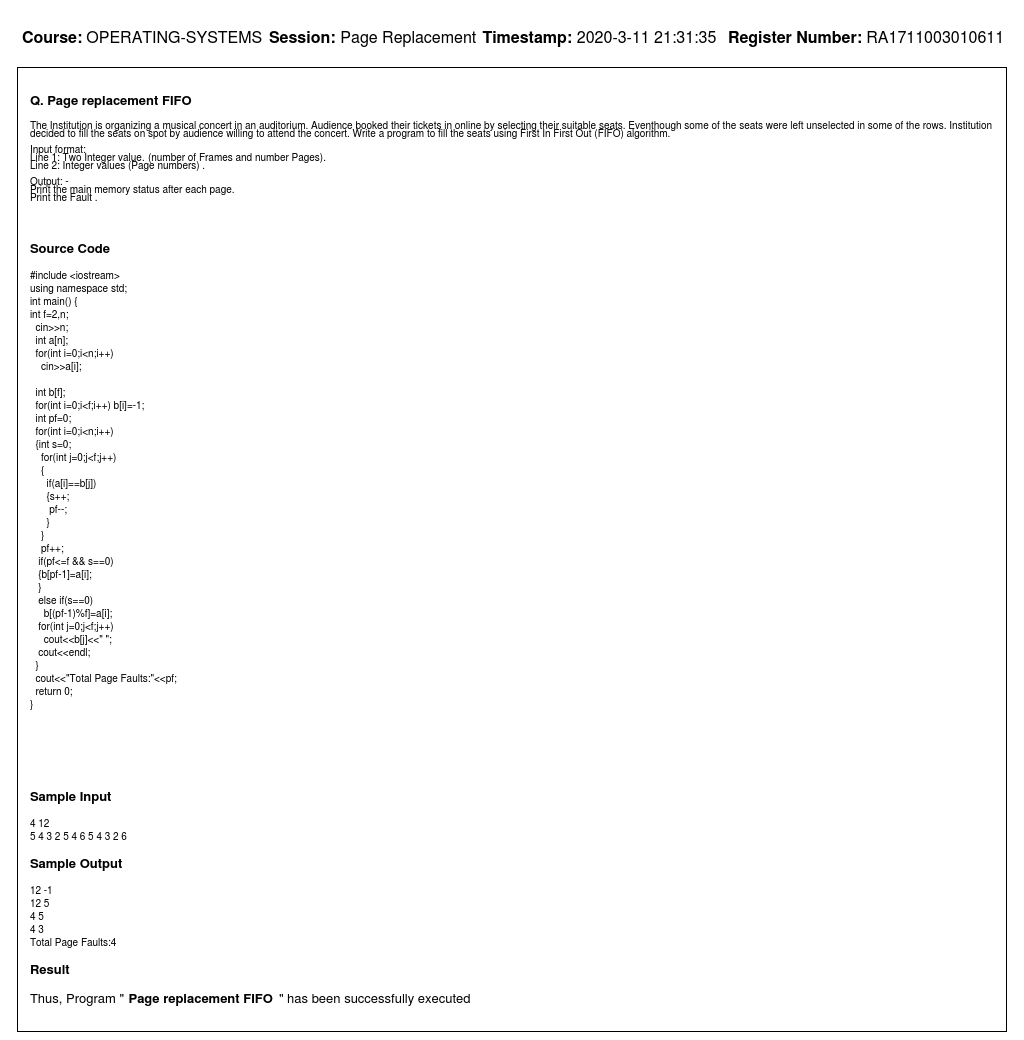 Course: OPERATING-SYSTEMS Session: Page Replacement Timestamp: 2020-3-11 21:31:35 Register Number: RA1711003010611
Q. Page replacement FIFO
The Institution is organizing a musical concert in an auditorium. Audience booked their tickets in online by selecting their suitable seats. Eventhough some of the seats were left unselected in some of the rows. Institution
decided to fill the seats on spot by audience willing to attend the concert. Write a program to fill the seats using First In First Out (FIFO) algorithm.
Input format:
Line 1: Two Integer value. (number of Frames and number Pages).
Line 2: Integer values (Page numbers) .
Output: -
Print the main memory status after each page.
Print the Fault .
Source Code
#include <iostream>
using namespace std;
int main() {
int f=2,n;
cin>>n;
int a[n];
for(int i=0;i<n;i++)
cin>>a[i];
int b[f];
for(int i=0;i<f;i++) b[i]=-1;
int pf=0;
for(int i=0;i<n;i++)
{int s=0;
for(int j=0;j<f;j++)
{
if(a[i]==b[j])
{s++;
pf--;
}
}
pf++;
if(pf<=f && s==0)
{b[pf-1]=a[i];
}
else if(s==0)
b[(pf-1)%f]=a[i];
for(int j=0;j<f;j++)
cout<<b[j]<<" ";
cout<<endl;
}
cout<<"Total Page Faults:"<<pf;
return 0;
}
Sample Input
4 12
5 4 3 2 5 4 6 5 4 3 2 6
Sample Output
12 -1
12 5
4 5
4 3
Total Page Faults:4
Result
Thus, Program " Page replacement FIFO " has been successfully executed